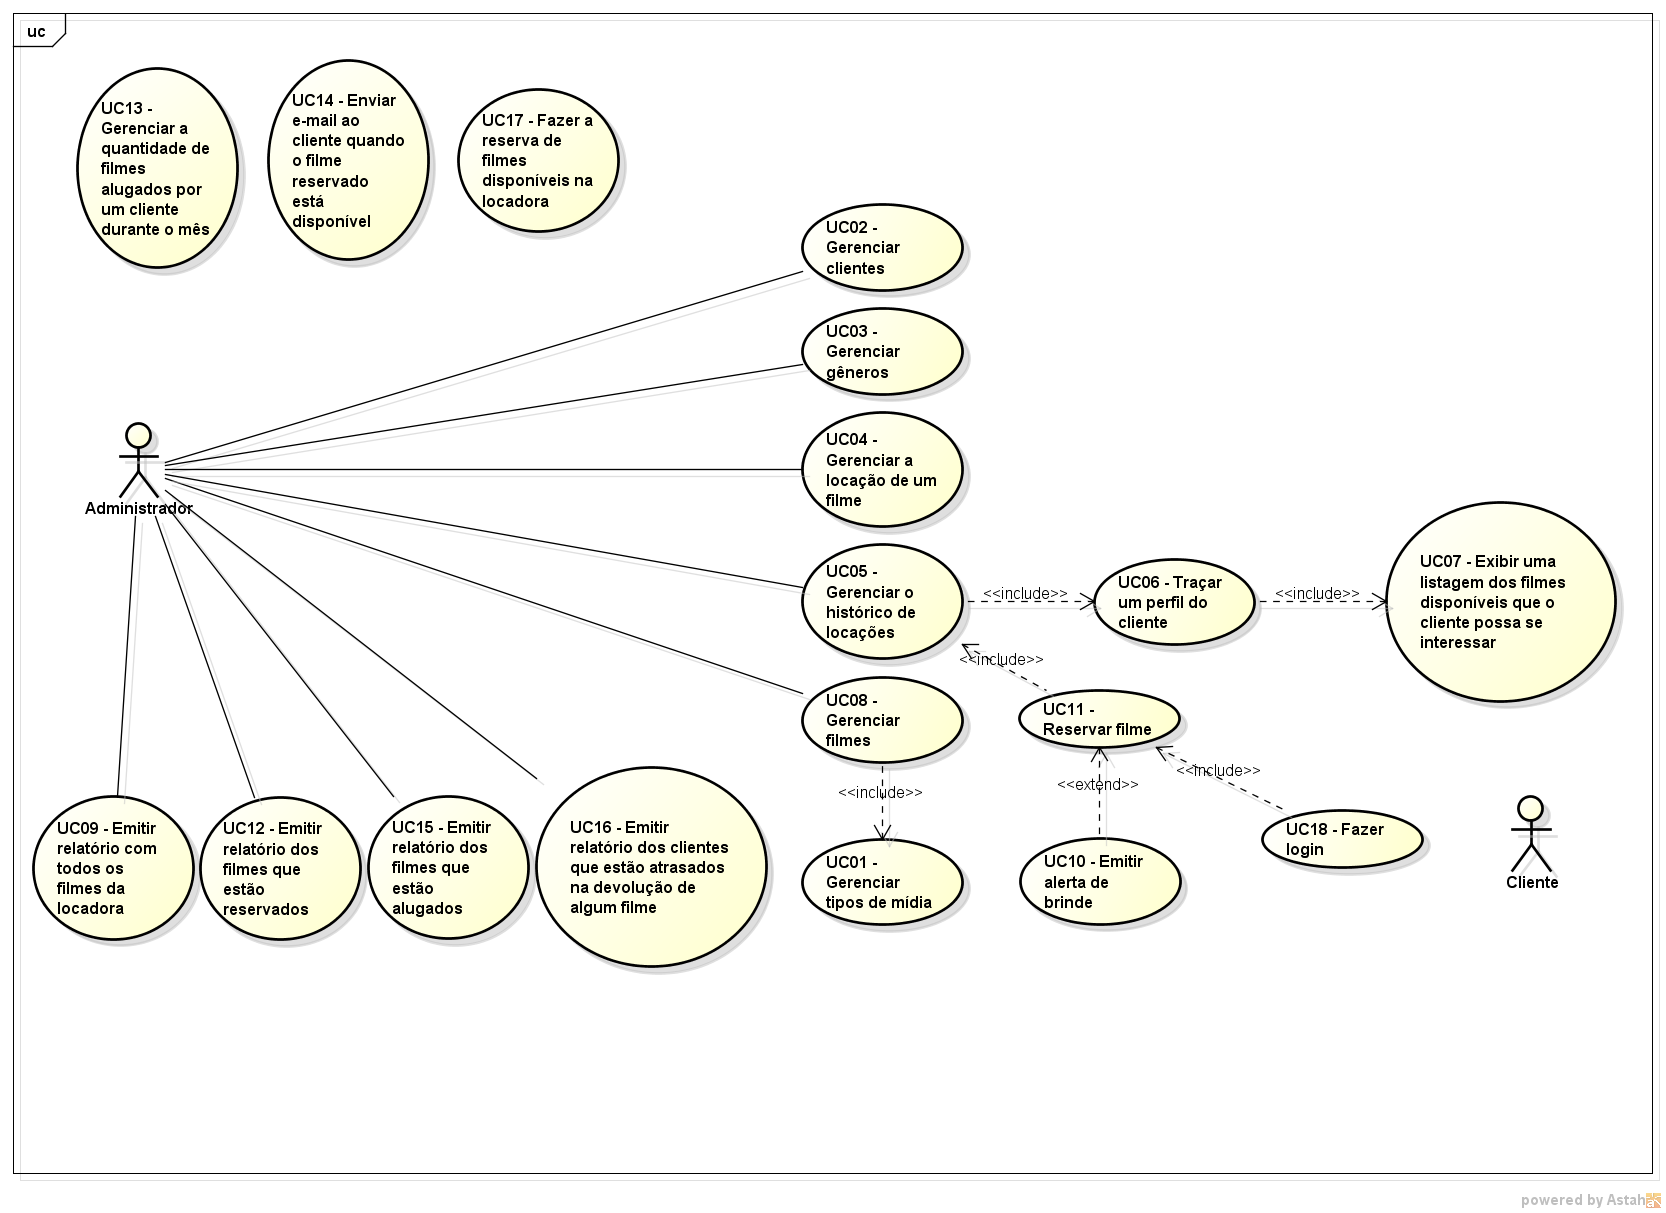 uc
UC13 -
Gerenciar a
quantidade de
filmes
alugados por
um cliente
durante o mês
UC14 - Enviar
e-mail ao
cliente quando
o filme
reservado
está
disponível
UC17 - Fazer a
reserva de
filmes
disponíveis na
locadora
UC02 -
Gerenciar
clientes
UC03 -
Gerenciar
gêneros
UC04 -
Gerenciar a
locação de um
filme
Administrador
UC05 -
Gerenciar o
histórico de
locações
<<include>>
UC06 - Traçar
um perfil do
cliente
<<include>>
UC07 - Exibir uma
listagem dos filmes
disponíveis que o
cliente possa se
interessar
<<include>>
UC08 -
Gerenciar
filmes
UC11 -
Reservar filme
<<include>>
<<extend>>
<<include>>
UC09 - Emitir
relatório com
todos os
filmes da
locadora
UC12 - Emitir
relatório dos
filmes que
estão
reservados
UC15 - Emitir
relatório dos
filmes que
estão
alugados
UC16 - Emitir
relatório dos clientes
que estão atrasados
na devolução de
algum filme
UC01 -
Gerenciar
tipos de mídia
UC10 - Emitir
alerta de
brinde
UC18 - Fazer
login
Cliente
powered by Astah